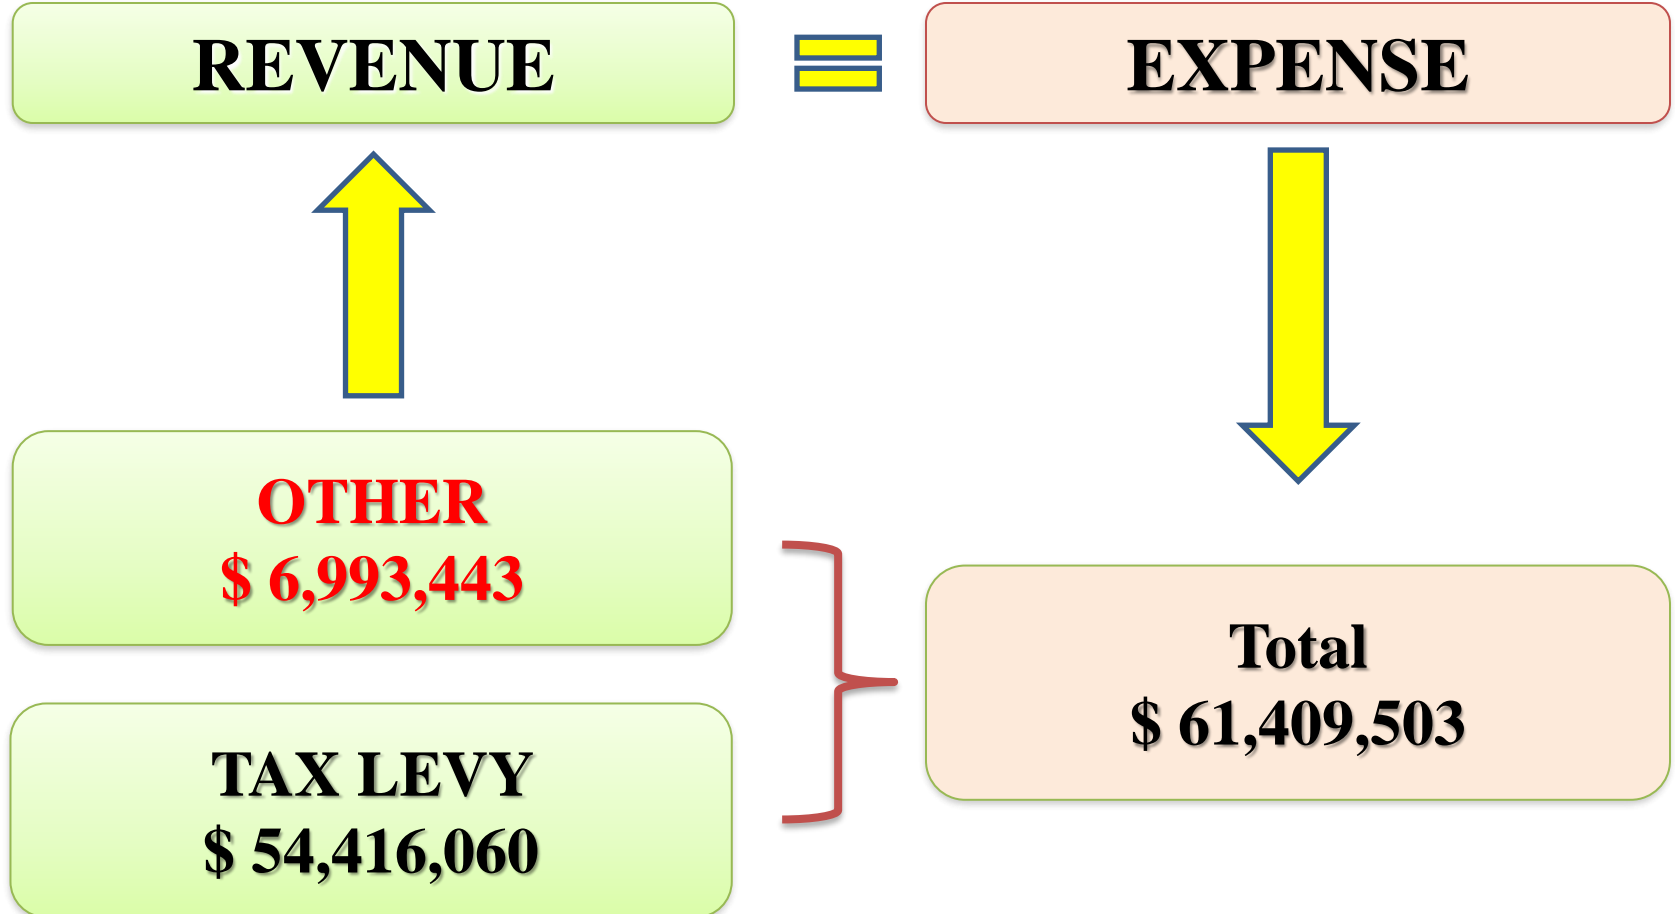 REVENUE
EXPENSE
OTHER
$ 6,993,443
TAX LEVY
$ 54,416,060
Total
$ 61,409,503